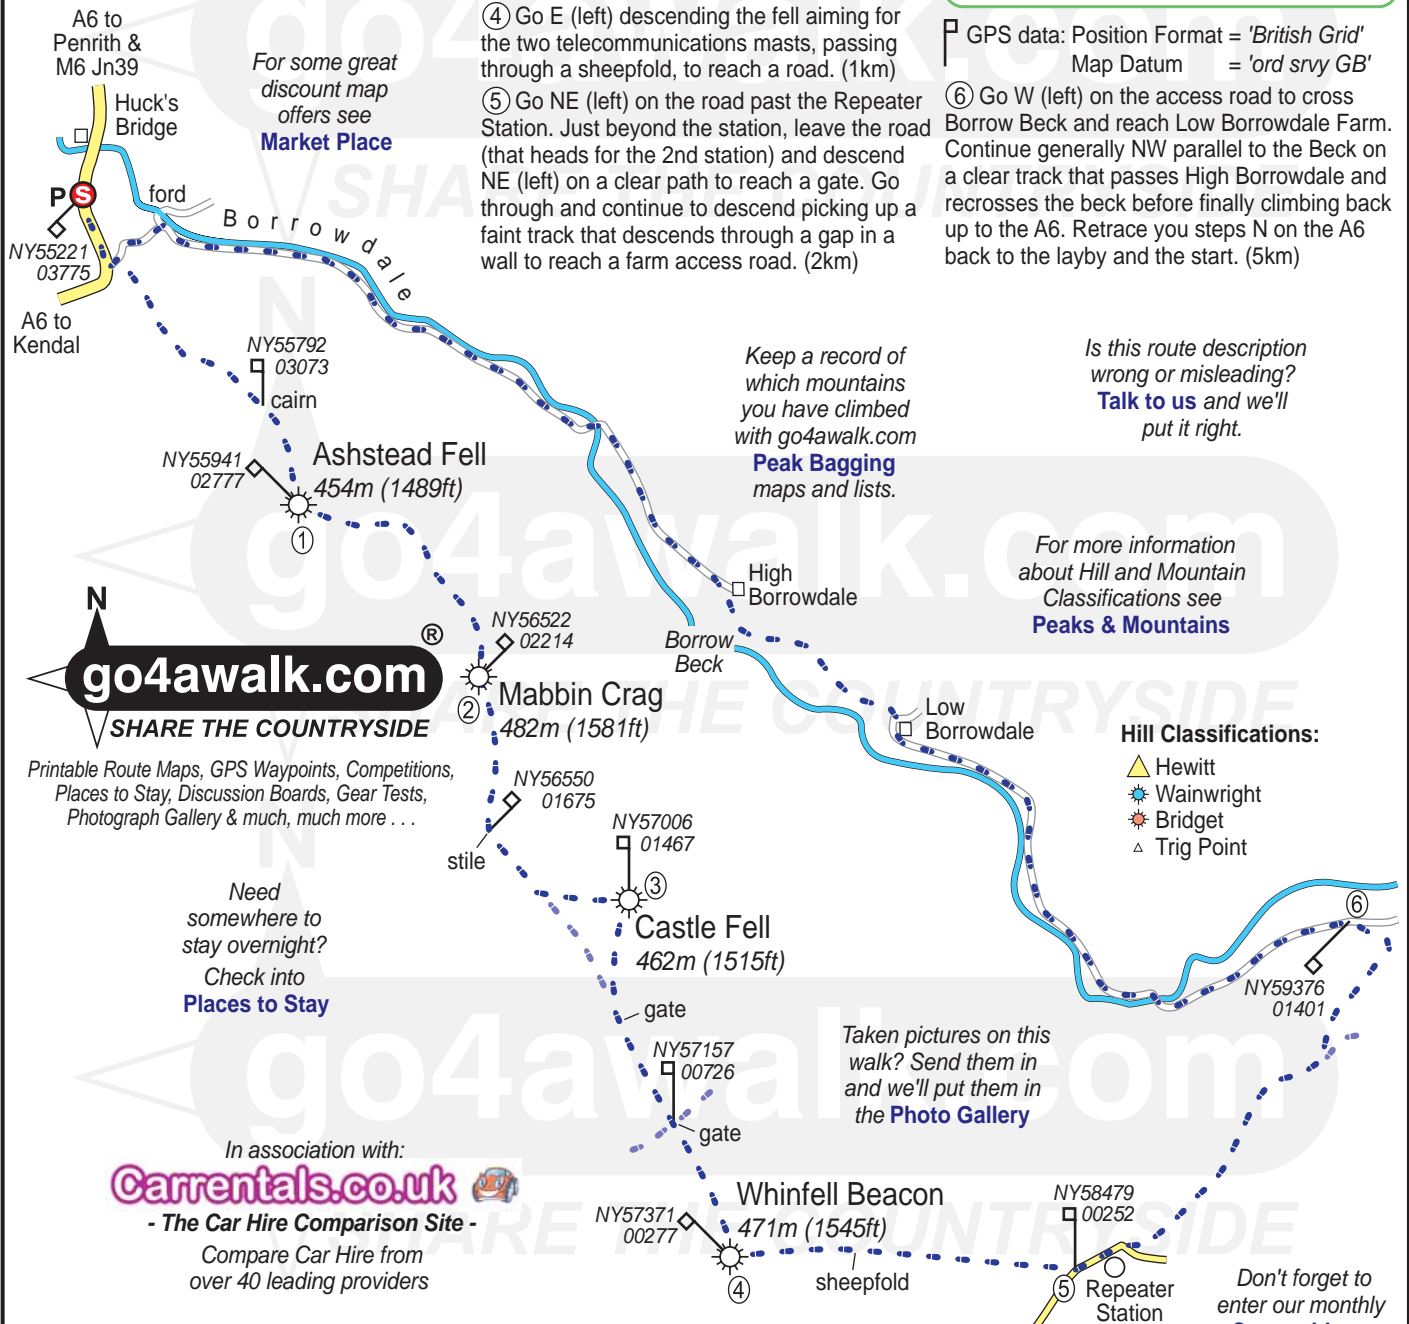 A6 to
Penrith &
M6 Jn39
Huck's
Bridge
For some great
discount map
offers see
Market Place
④ Go E (left) descending the fell aiming for
the two telecommunications masts, passing
through a sheepfold, to reach a road. (1km)
⑤ Go NE (left) on the road past the Repeater
Station. Just beyond the station, leave the road
(that heads for the 2nd station) and descend
NE (left) on a clear path to reach a gate. Go
through and continue to descend picking up a
faint track that descends through a gap in a
wall to reach a farm access road. (2km)
GPS data: Position Format = 'British Grid'
Map Datum = 'ord srvy GB'
⑥ Go W (left) on the access road to cross
Borrow Beck and reach Low Borrowdale Farm.
Continue generally NW parallel to the Beck on
a clear track that passes High Borrowdale and
recrosses the beck before finally climbing back
up to the A6. Retrace you steps N on the A6
back to the layby and the start. (5km)
P S
ford
Borrowdale
NY55221
03775
A6 to
Kendal
NY55792
03073
cairn
NY55941
02777
Ashstead Fell
454m (1489ft)
①
Keep a record of
which mountains
you have climbed
with go4awalk.com
Peak Bagging
maps and lists.
Is this route description
wrong or misleading?
Talk to us and we'll
put it right.
For more information
about Hill and Mountain
Classifications see
Peaks & Mountains
High
Borrowdale
Borrow
Beck
N
®
go4awalk.com
SHARE THE COUNTRYSIDE
Printable Route Maps, GPS Waypoints, Competitions,
Places to Stay, Discussion Boards, Gear Tests,
Photograph Gallery & much, much more . . .
NY56522
02214
②
Mabbin Crag
482m (1581ft)
Low
Borrowdale
Hill Classifications:
Hewitt
Wainwright
Bridget
Trig Point
NY56550
01675
stile
NY57006
01467
③
Castle Fell
462m (1515ft)
gate
Need
somewhere to
stay overnight?
Check into
Places to Stay
⑥
NY59376
01401
NY57157
00726
gate
Taken pictures on this
walk? Send them in
and we'll put them in
the Photo Gallery
In association with:
Carrentals.co.uk
- The Car Hire Comparison Site -
Compare Car Hire from
over 40 leading providers
NY57371
00277
Whinfell Beacon
471m (1545ft)
④
sheepfold
NY58479
00252
⑤
Repeater
Station
Don't forget to
enter our monthly
N
go4awalk.com
SHARE THE COUNTRYSIDE
N
go4awalk.com
SHARE THE COUNTRYSIDE
SHARE THE COUNTRYSIDE